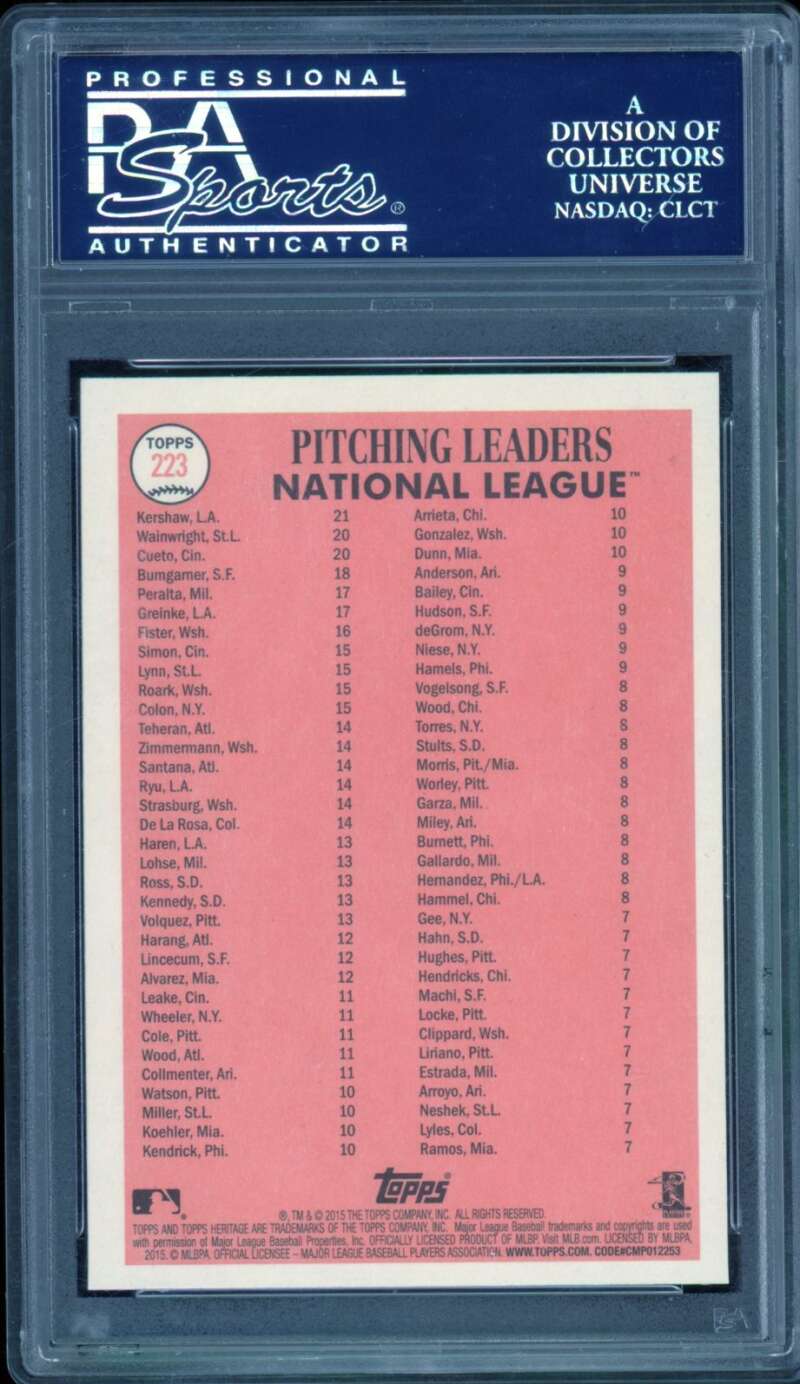 PROFESSIONAL
PSA
Sports®
AUTHENTICATOR
A
DIVISION OF
COLLECTORS
UNIVERSE
NASDAQ: CLCT
TOPPS
223
PITCHING LEADERS
NATIONAL LEAGUE™
Kershaw, L.A. 21
Wainwright, St.L. 20
Cueto, Cin. 20
Bumgarner, S.F. 18
Peralta, Mil. 17
Greinke, L.A. 17
Fister, Wsh. 16
Simon, Cin. 15
Lynn, St.L. 15
Roark, Wsh. 15
Colon, N.Y. 15
Teheran, Atl. 14
Zimmermann, Wsh. 14
Santana, Atl. 14
Ryu, L.A. 14
Strasburg, Wsh. 14
De La Rosa, Col. 14
Haren, L.A. 13
Lohse, Mil. 13
Ross, S.D. 13
Kennedy, S.D. 13
Volquez, Pitt. 13
Harang, Atl. 12
Lincecum, S.F. 12
Alvarez, Mia. 12
Leake, Cin. 11
Wheeler, N.Y. 11
Cole, Pitt. 11
Wood, Atl. 11
Collmenter, Ari. 11
Watson, Pitt. 10
Miller, St.L. 10
Koehler, Mia. 10
Kendrick, Phi. 10
Arrieta, Chi. 10
Gonzalez, Wsh. 10
Dunn, Mia. 10
Anderson, Ari. 9
Bailey, Cin. 9
Hudson, S.F. 9
deGrom, N.Y. 9
Niese, N.Y. 9
Hamels, Phi. 9
Vogelsong, S.F. 8
Wood, Chi. 8
Torres, N.Y. 8
Stults, S.D. 8
Morris, Pit./Mia. 8
Worley, Pitt. 8
Garza, Mil. 8
Miley, Ari. 8
Burnett, Phi. 8
Gallardo, Mil. 8
Hernandez, Phi./L.A. 8
Hammel, Chi. 8
Gee, N.Y. 7
Hahn, S.D. 7
Hughes, Pitt. 7
Hendricks, Chi. 7
Machi, S.F. 7
Locke, Pitt. 7
Clippard, Wsh. 7
Liriano, Pitt. 7
Estrada, Mil. 7
Arroyo, Ari. 7
Neshek, St.L. 7
Lyles, Col. 7
Ramos, Mia. 7
topps®
®, TM & © 2015 THE TOPPS COMPANY, INC. ALL RIGHTS RESERVED.
TOPPS AND TOPPS HERITAGE ARE TRADEMARKS OF THE TOPPS COMPANY, INC. Major League Baseball trademarks and copyrights are used
with permission of Major League Baseball Properties, Inc. OFFICIALLY LICENSED PRODUCT OF MLBP. Visit MLB.com. LICENSED BY MLBPA,
2015. © MLBPA, OFFICIAL LICENSEE – MAJOR LEAGUE BASEBALL PLAYERS ASSOCIATION. WWW.TOPPS.COM. CODE#CMP012253
PSA